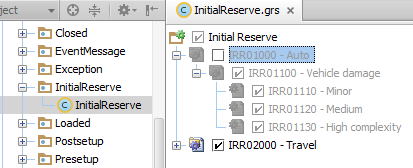 ject
InitialReserve.grs
Closed
EventMessage
Exception
InitialReserve
InitialReserve
Loaded
Postsetup
Presetup
Initial Reserve
IRR01000 - Auto
IRR01100 - Vehicle damage
IRR01110 - Minor
IRR01120 - Medium
IRR01130 - High complexity
IRR02000 - Travel